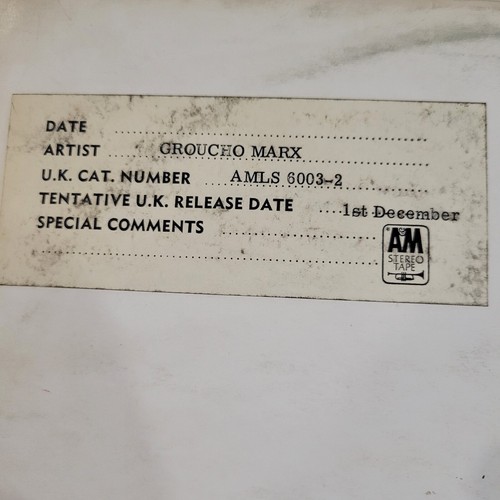 DATE
ARTIST GROUCHO MARX
U.K. CAT. NUMBER AMLS 6003-2
TENTATIVE U.K. RELEASE DATE 1st December
SPECIAL COMMENTS
A&M
STEREO
TAPE